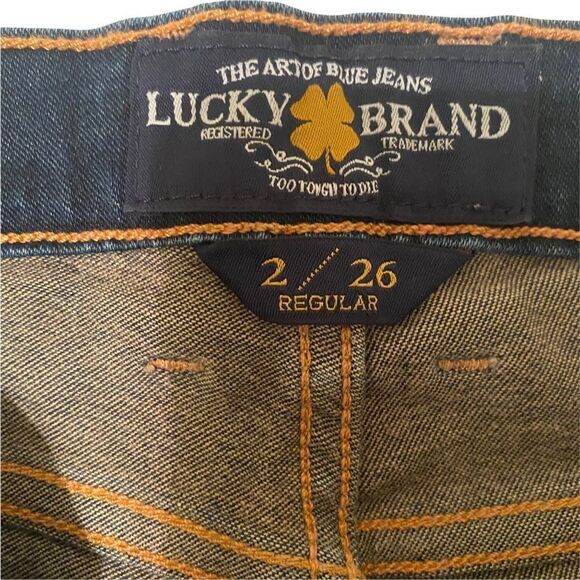 THE ART OF BLUE JEANS
LUCKY BRAND
REGISTERED TRADEMARK
TOO TOUGH TO DIE
2 / 26
REGULAR